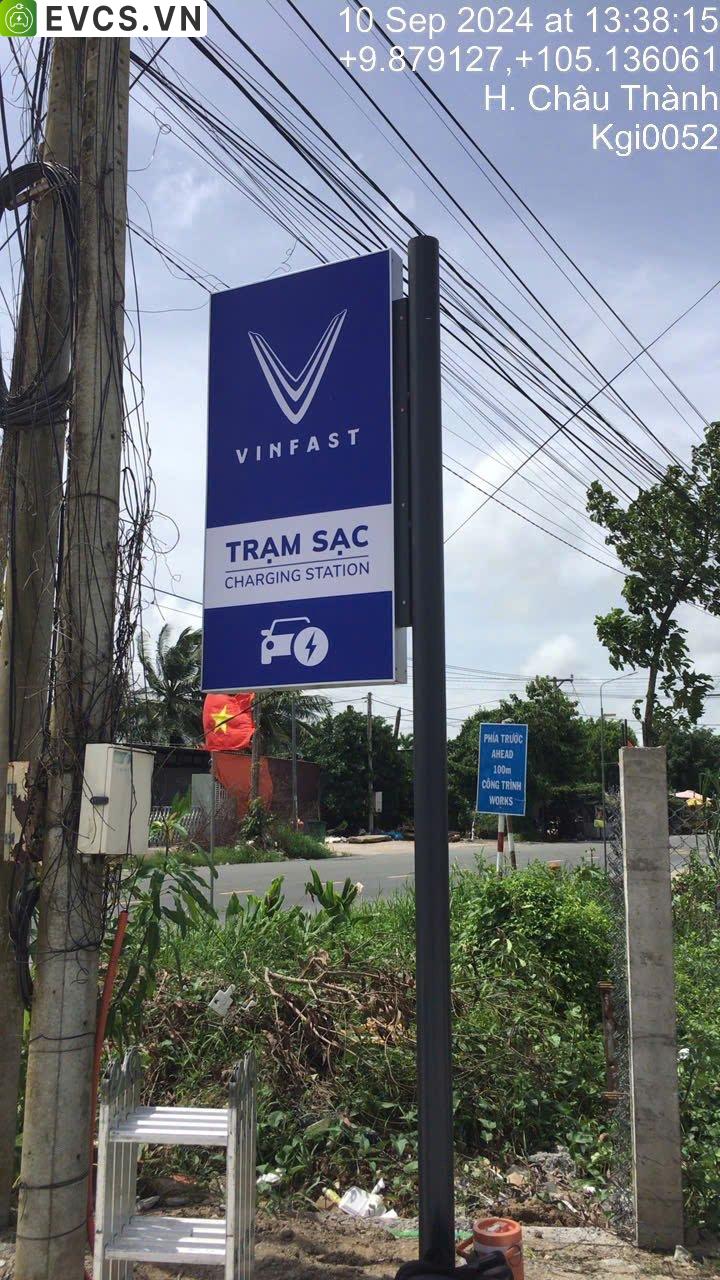 EVCS.VN
10 Sep 2024 at 13:38:15
+9.879127,+105.136061
H. Châu Thành
Kgi0052
VINFAST
TRẠM SẠC
CHARGING STATION
PHÍA TRƯỚC
AHEAD
100m
CÔNG TRÌNH
WORKS